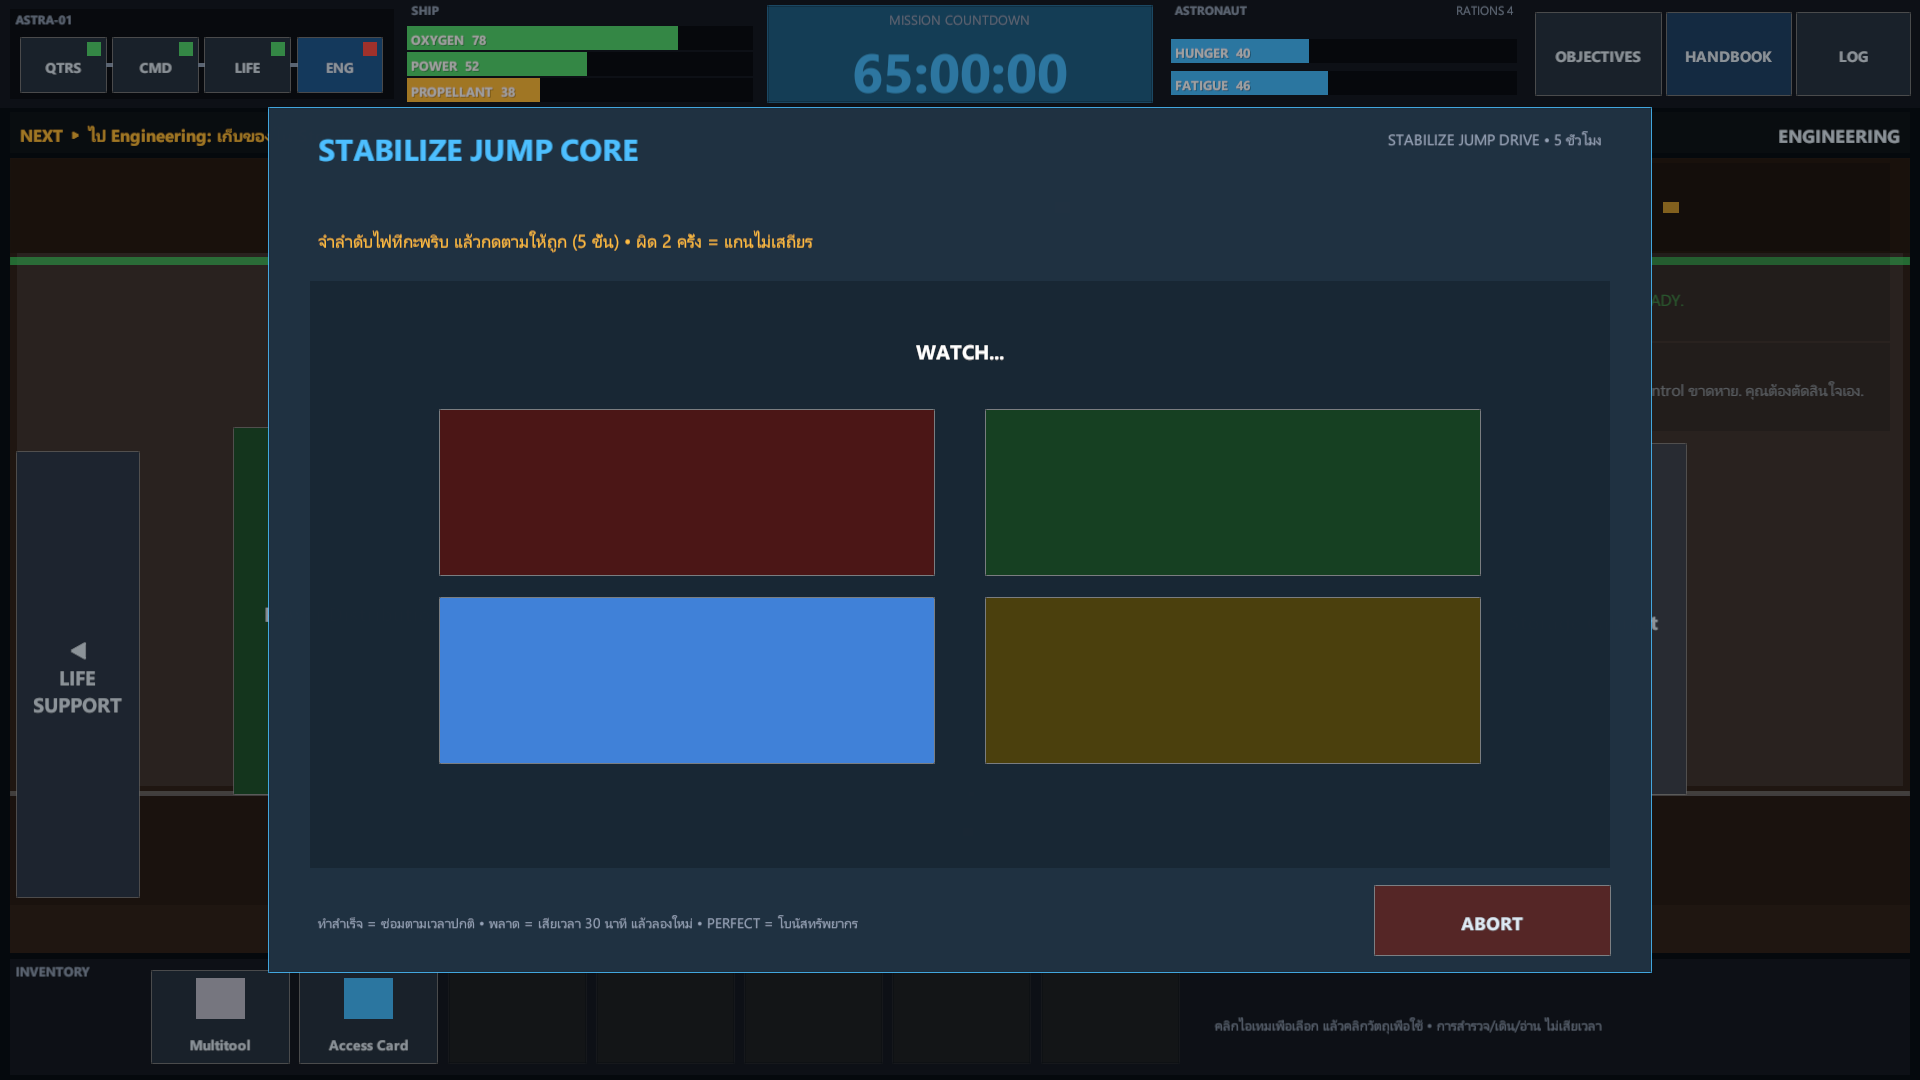 ASTRA-01
QTRS
CMD
LIFE
ENG
SHIP
OXYGEN 78
POWER 52
PROPELLANT 38
MISSION COUNTDOWN
65:00:00
ASTRONAUT
RATIONS 4
HUNGER 40
FATIGUE 46
OBJECTIVES
HANDBOOK
LOG
NEXT ▸ ไป Engineering: เก็บของ
ENGINEERING
STABILIZE JUMP CORE
STABILIZE JUMP DRIVE • 5 ชั่วโมง
จำลำดับไฟที่กะพริบ แล้วกดตามให้ถูก (5 ขั้น) • ผิด 2 ครั้ง = แกนไม่เสถียร
WATCH...
ADY.
ntrol ขาดหาย. คุณต้องตัดสินใจเอง.
◀
LIFE
SUPPORT
t
ทำสำเร็จ = ซ่อมตามเวลาปกติ • พลาด = เสียเวลา 30 นาที แล้วลองใหม่ • PERFECT = โบนัสทรัพยากร
ABORT
INVENTORY
Multitool
Access Card
คลิกไอเทมเพื่อเลือก แล้วคลิกวัตถุเพื่อใช้ • การสำรวจ/เดิน/อ่าน ไม่เสียเวลา